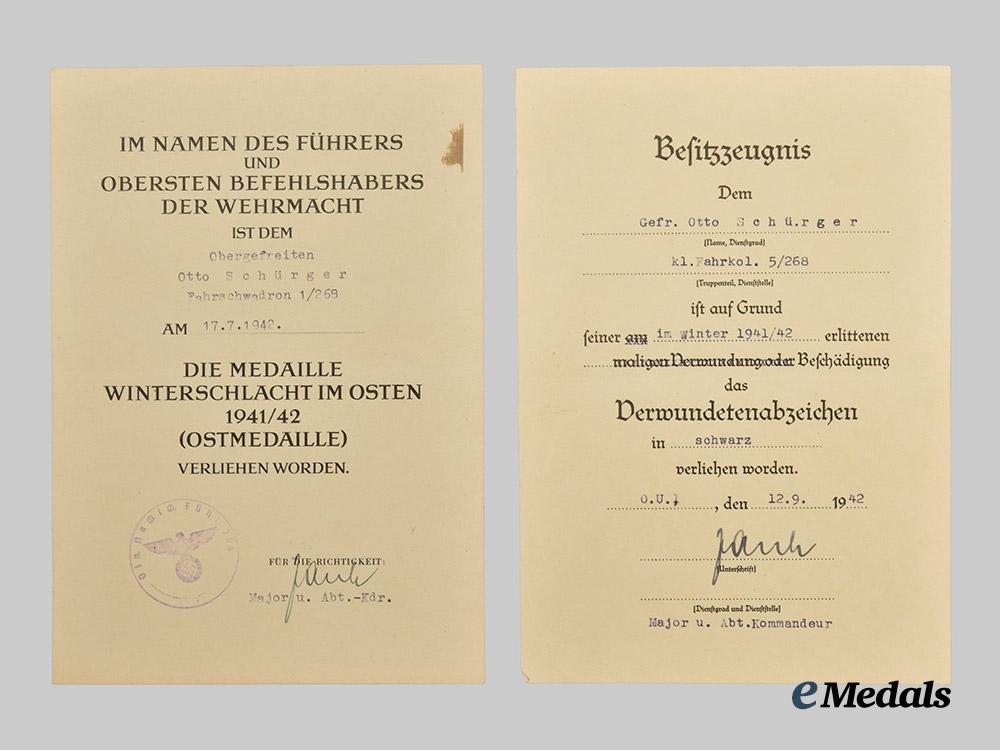 IM NAMEN DES FÜHRERS
UND
OBERSTEN BEFEHLSHABERS
DER WEHRMACHT
IST DEM
Obergefreiten
Otto S c h ü r g e r
Fahrschwadron 1/268
AM 17.7.1942.
DIE MEDAILLE
WINTERSCHLACHT IM OSTEN
1941/42
(OSTMEDAILLE)
VERLIEHEN WORDEN.
FÜR DIE RICHTIGKEIT:
Major u. Abt.-Kdr.
Besitzzeugnis
Dem
Gefr. Otto S c h ü.r g e r
(Name, Dienstgrad)
kl.Fahrkol. 5/268
(Truppenteil, Dienststelle)
ist auf Grund
seiner am im Winter 1941/42 erlittenen
maligen Verwundung oder Beschädigung
das
Verwundetenabzeichen
in schwarz
verliehen worden.
O.U., den 12.9. 1942
(Unterschrift)
(Dienstgrad und Dienststelle)
Major u. Abt.Kommandeur
eMedals